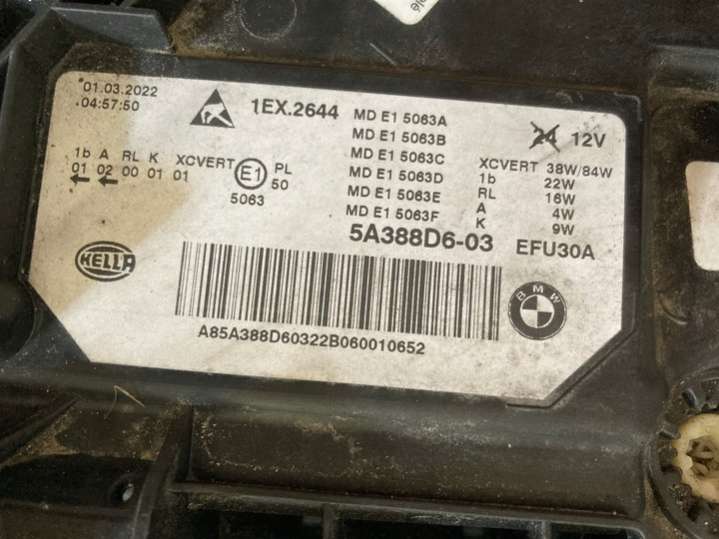 01.03.2022
04:57:50
1EX.2644
MD E1 5063A
MD E1 5063B
MD E1 5063C
MD E1 5063D
MD E1 5063E
MD E1 5063F
24 12V
1b A RL K XCVERT
01 02 00 01 01
E1
PL
50
5063
XCVERT 38W/84W
1b 22W
RL 16W
A 4W
K 9W
5A388D6-03 EFU30A
HELLA
BMW
A85A388D60322B060010652